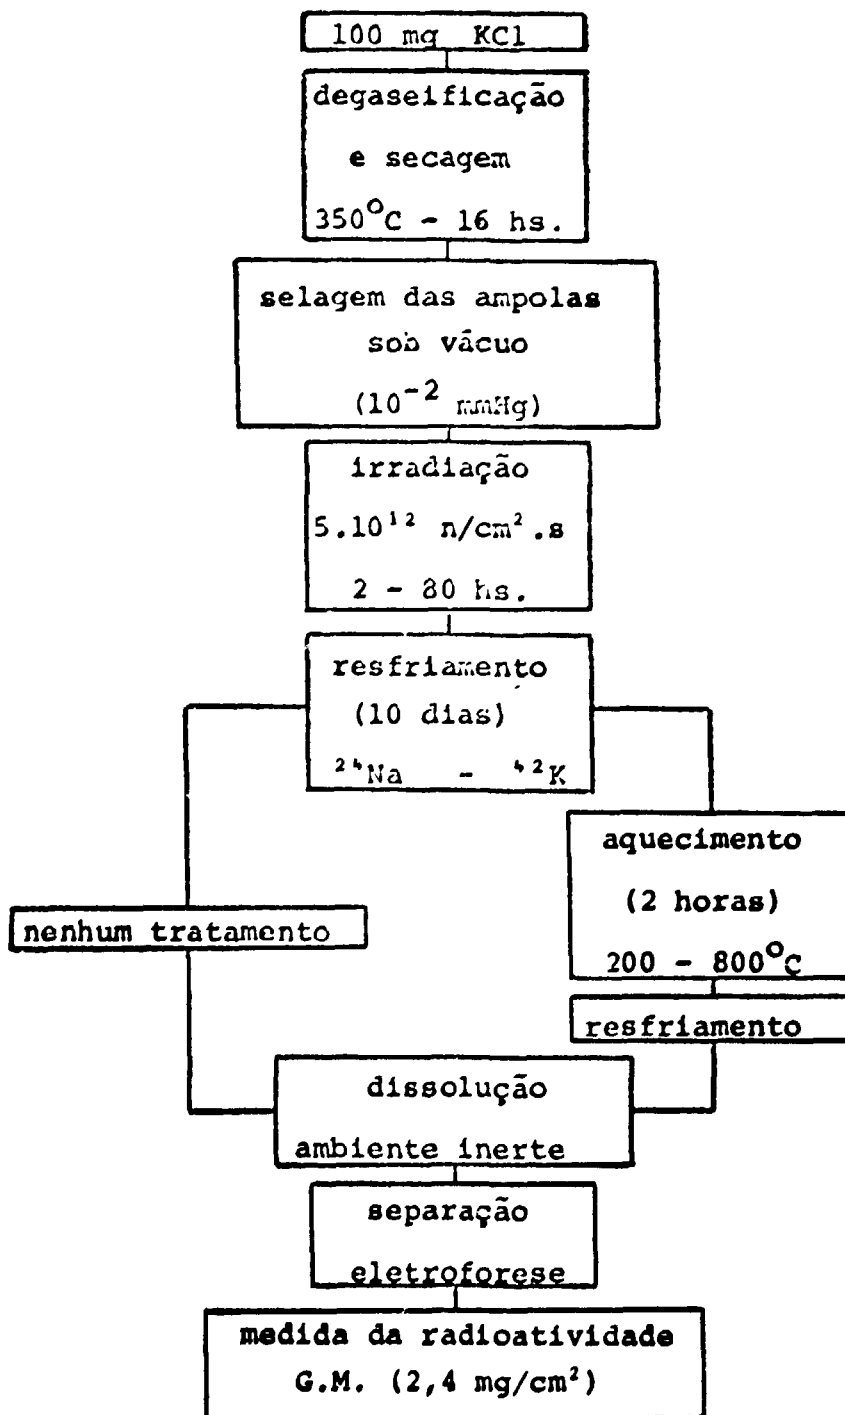 100 mg KCl
degaseificação
e secagem
350°C - 16 hs.
selagem das ampolas
sob vácuo
(10⁻² mmHg)
irradiação
5.10¹² n/cm².s
2 - 80 hs.
resfriamento
(10 dias)
²⁴Na - ⁴²K
aquecimento
(2 horas)
nenhum tratamento
200 - 800°C
resfriamento
dissolução
ambiente inerte
separação
eletroforese
medida da radioatividade
G.M. (2,4 mg/cm²)